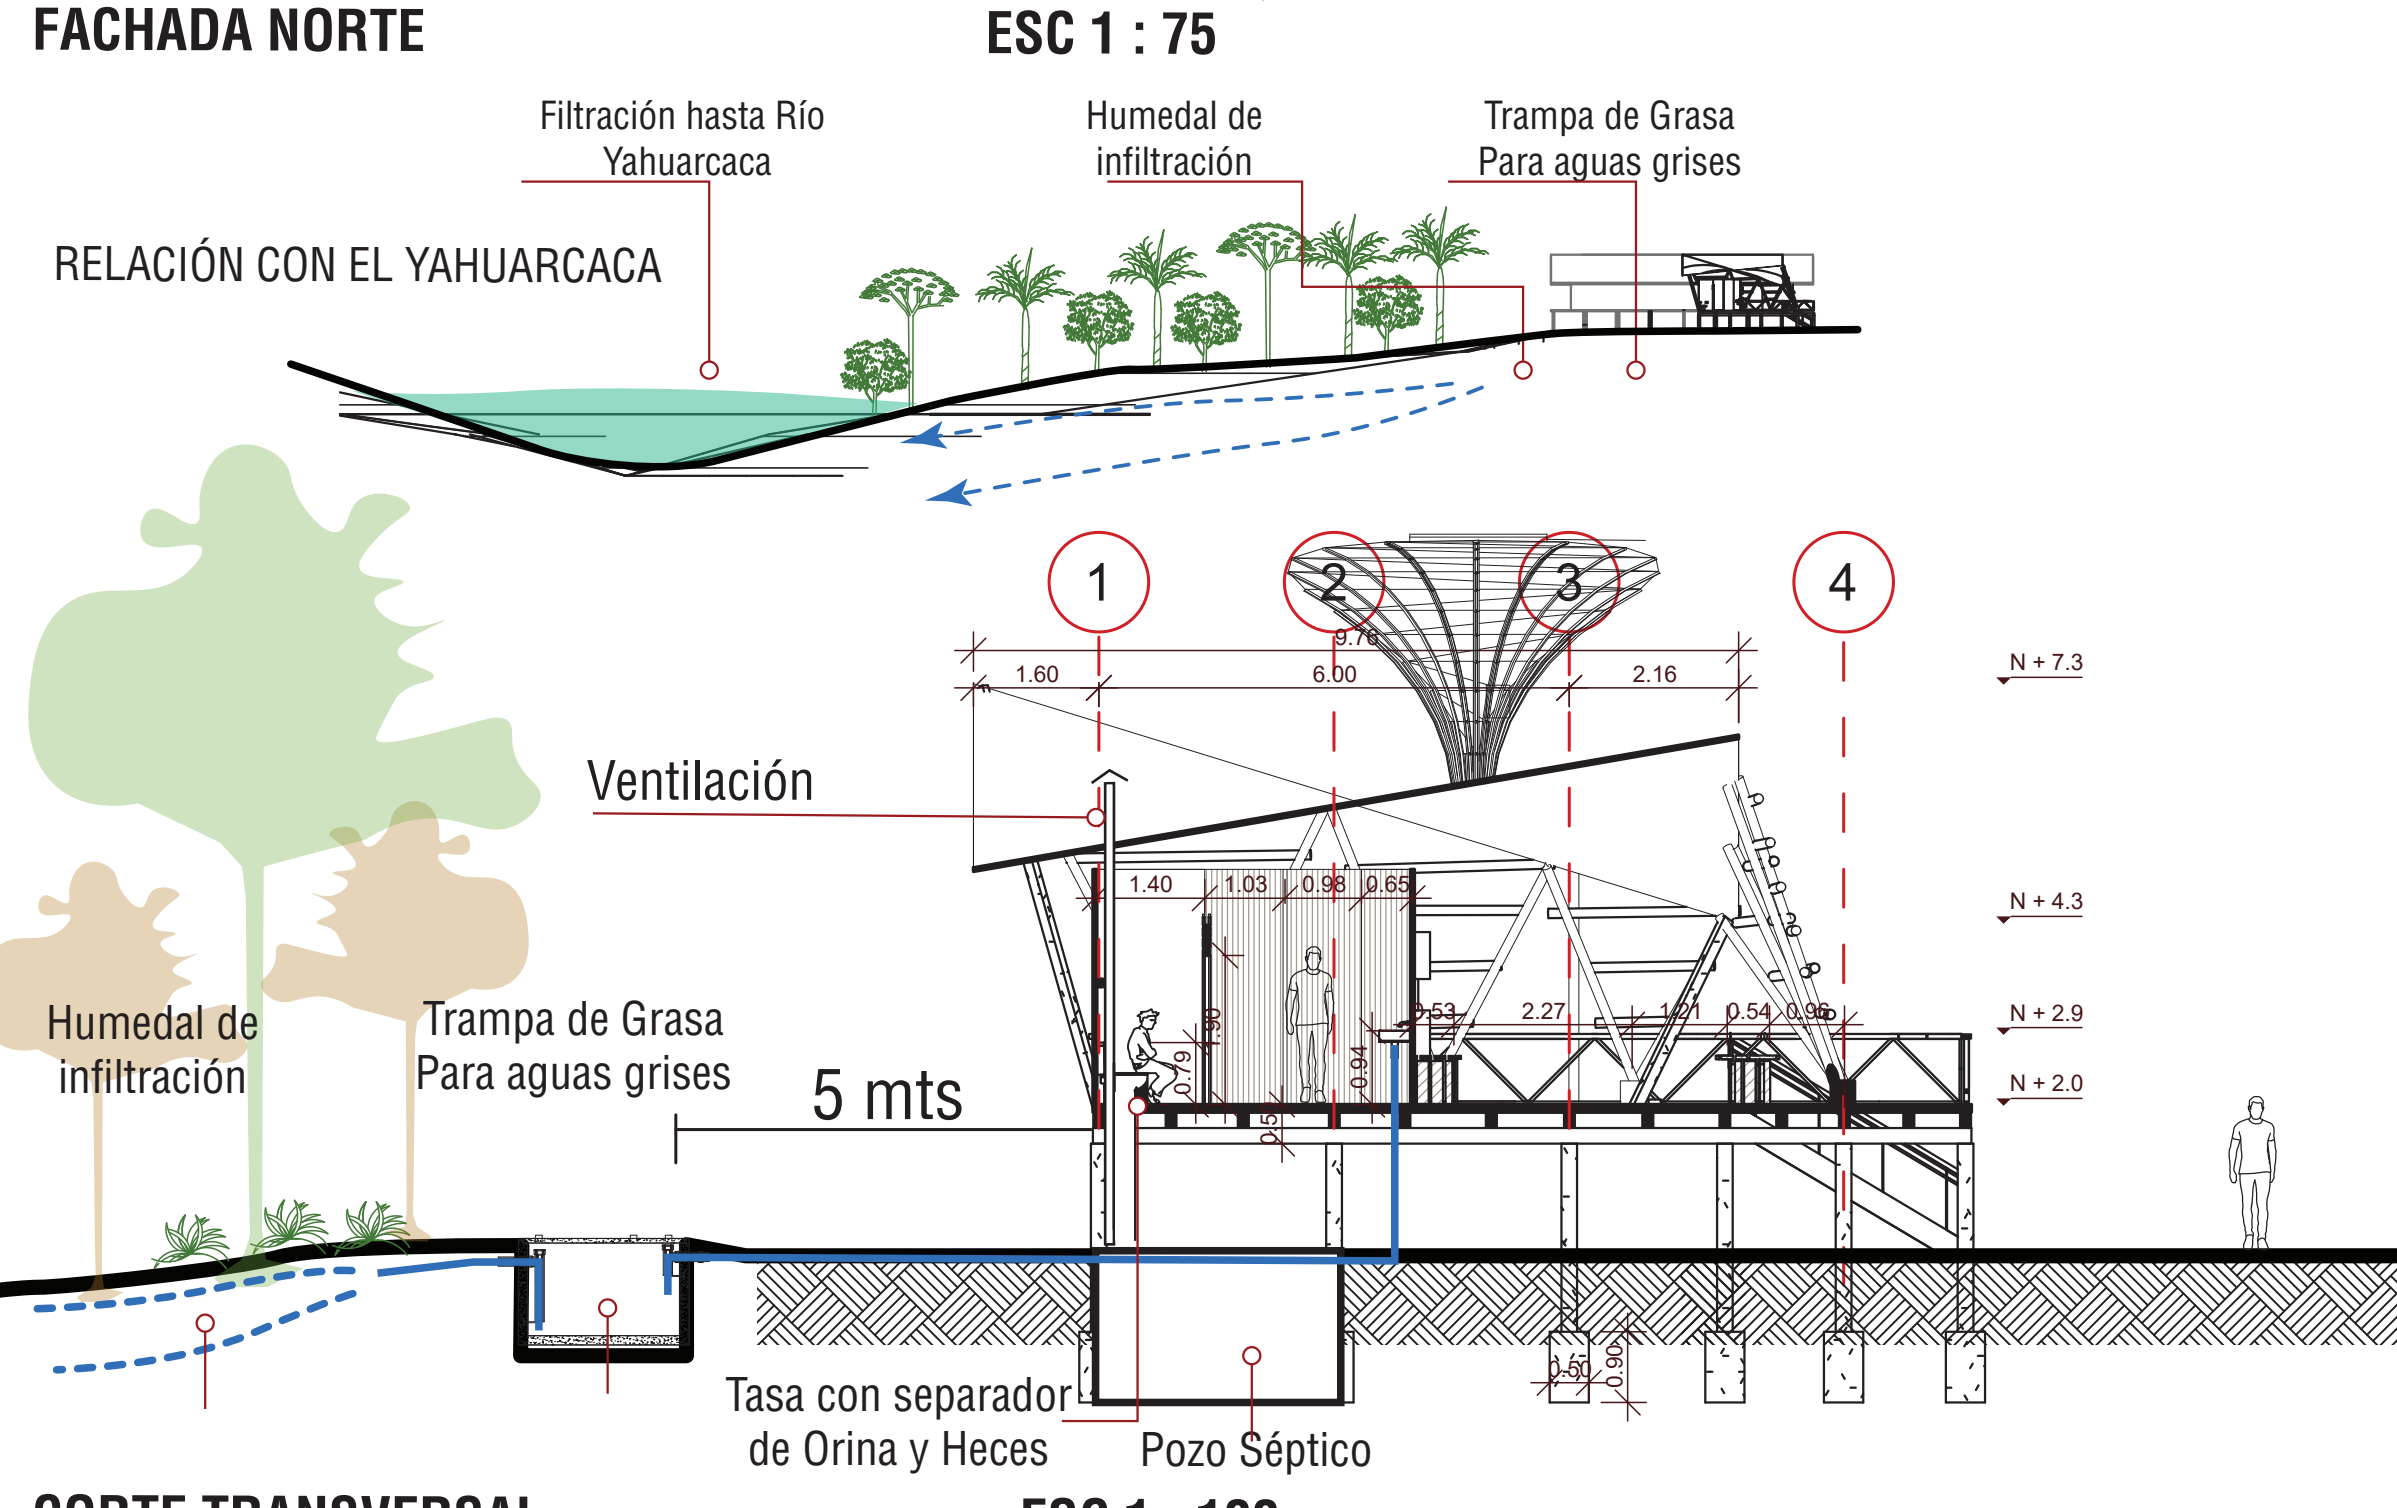 FACHADA NORTE
ESC 1 : 75
Filtración hasta Río
Yahuarcaca
Humedal de
infiltración
Trampa de Grasa
Para aguas grises
RELACIÓN CON EL YAHUARCACA
1
2
3
4
9.76
1.60
6.00
2.16
N + 7.3
Ventilación
1.40
1.03
0.98
0.65
N + 4.3
Humedal de
infiltración
Trampa de Grasa
Para aguas grises
5 mts
1.90
0.79
0.94
0.53
2.27
1.21
0.54
0.96
N + 2.9
N + 2.0
0.50
0.90
Tasa con separador
de Orina y Heces
Pozo Séptico
CORTE TRANSVERSAL